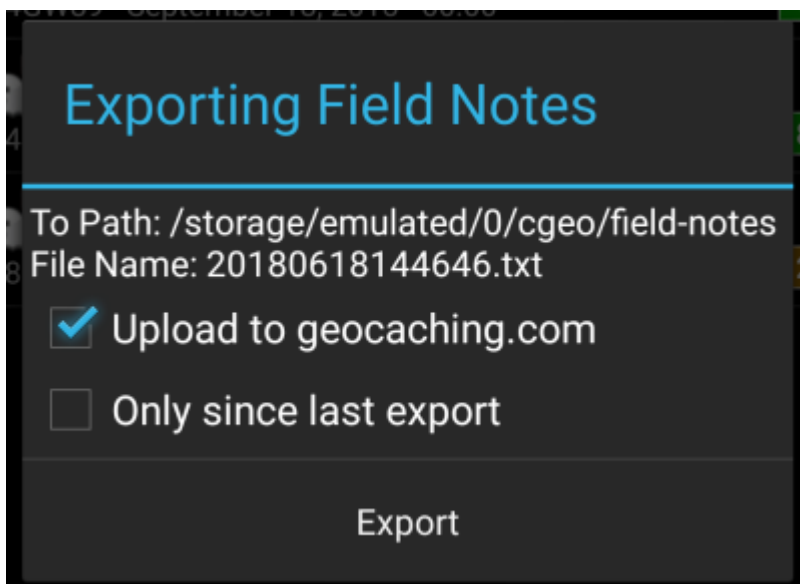 Exporting Field Notes
To Path: /storage/emulated/0/cgeo/field-notes
File Name: 20180618144646.txt
Upload to geocaching.com
Only since last export
Export